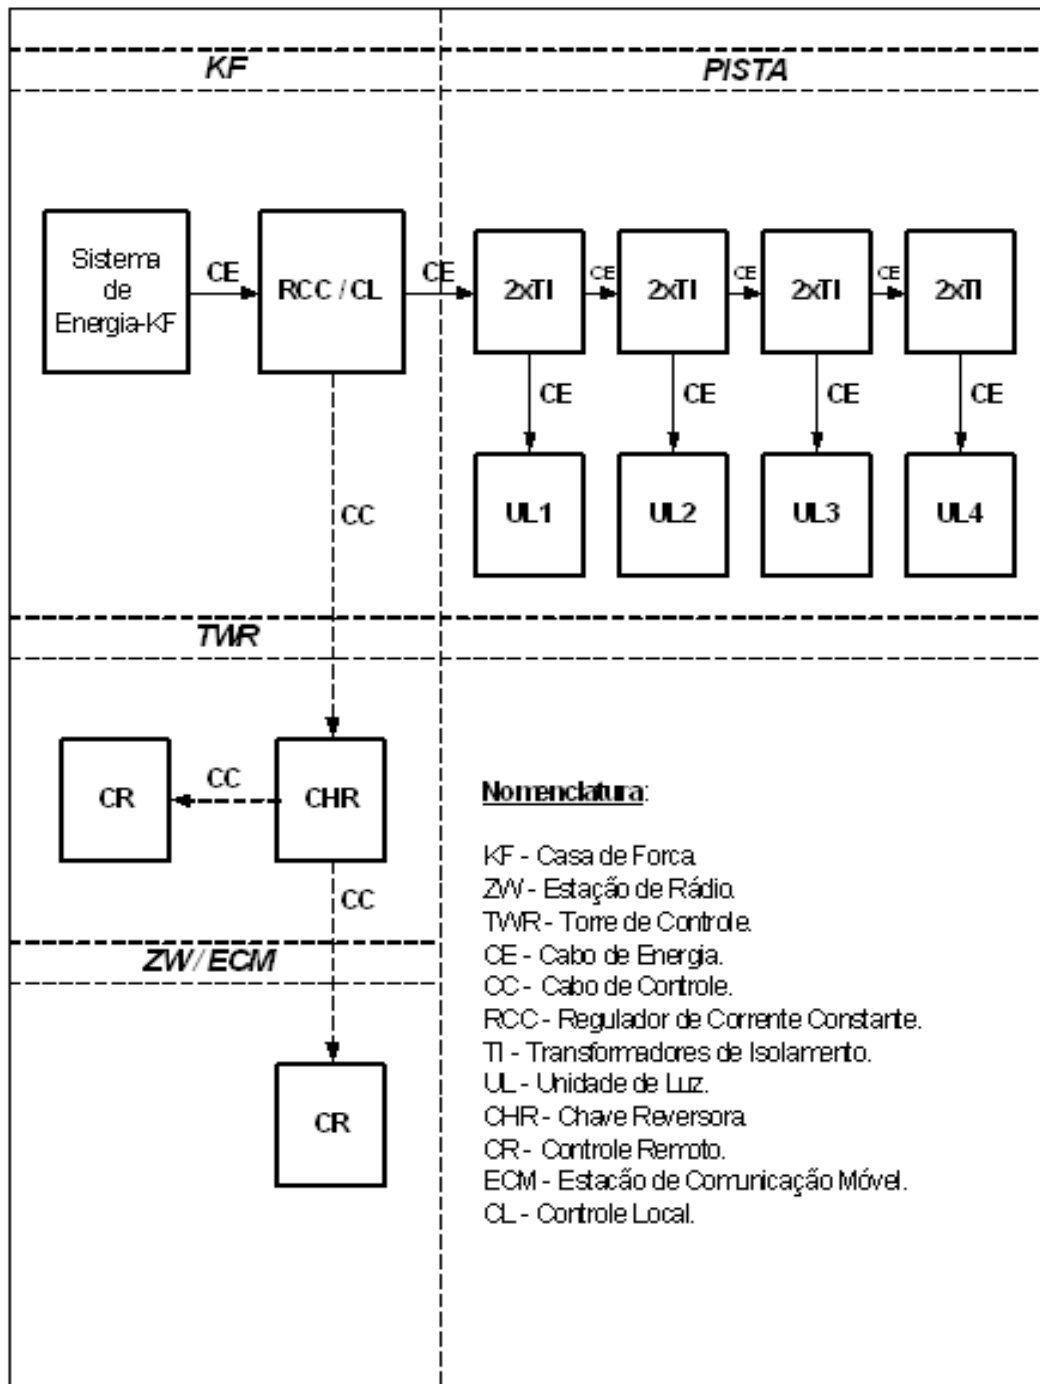 KF
PISTA
Sistema
de
Energia-KF
CE
RCC / CL
CE
2xTI
CE
2xTI
CE
2xTI
CE
2xTI
CE
CE
CE
CE
UL1
UL2
UL3
UL4
CC
TWR
CR
CC
CHR
CC
ZW/ECM
CR
Nomenclatura:
KF - Casa de Forca.
ZW - Estação de Rádio.
TWR - Torre de Controle.
CE - Cabo de Energia.
CC - Cabo de Controle.
RCC - Regulador de Corrente Constante.
TI - Transformadores de Isolamento.
UL - Unidade de Luz.
CHR - Chave Reversora.
CR - Controle Remoto.
ECM - Estacão de Comunicação Móvel.
CL - Controle Local.